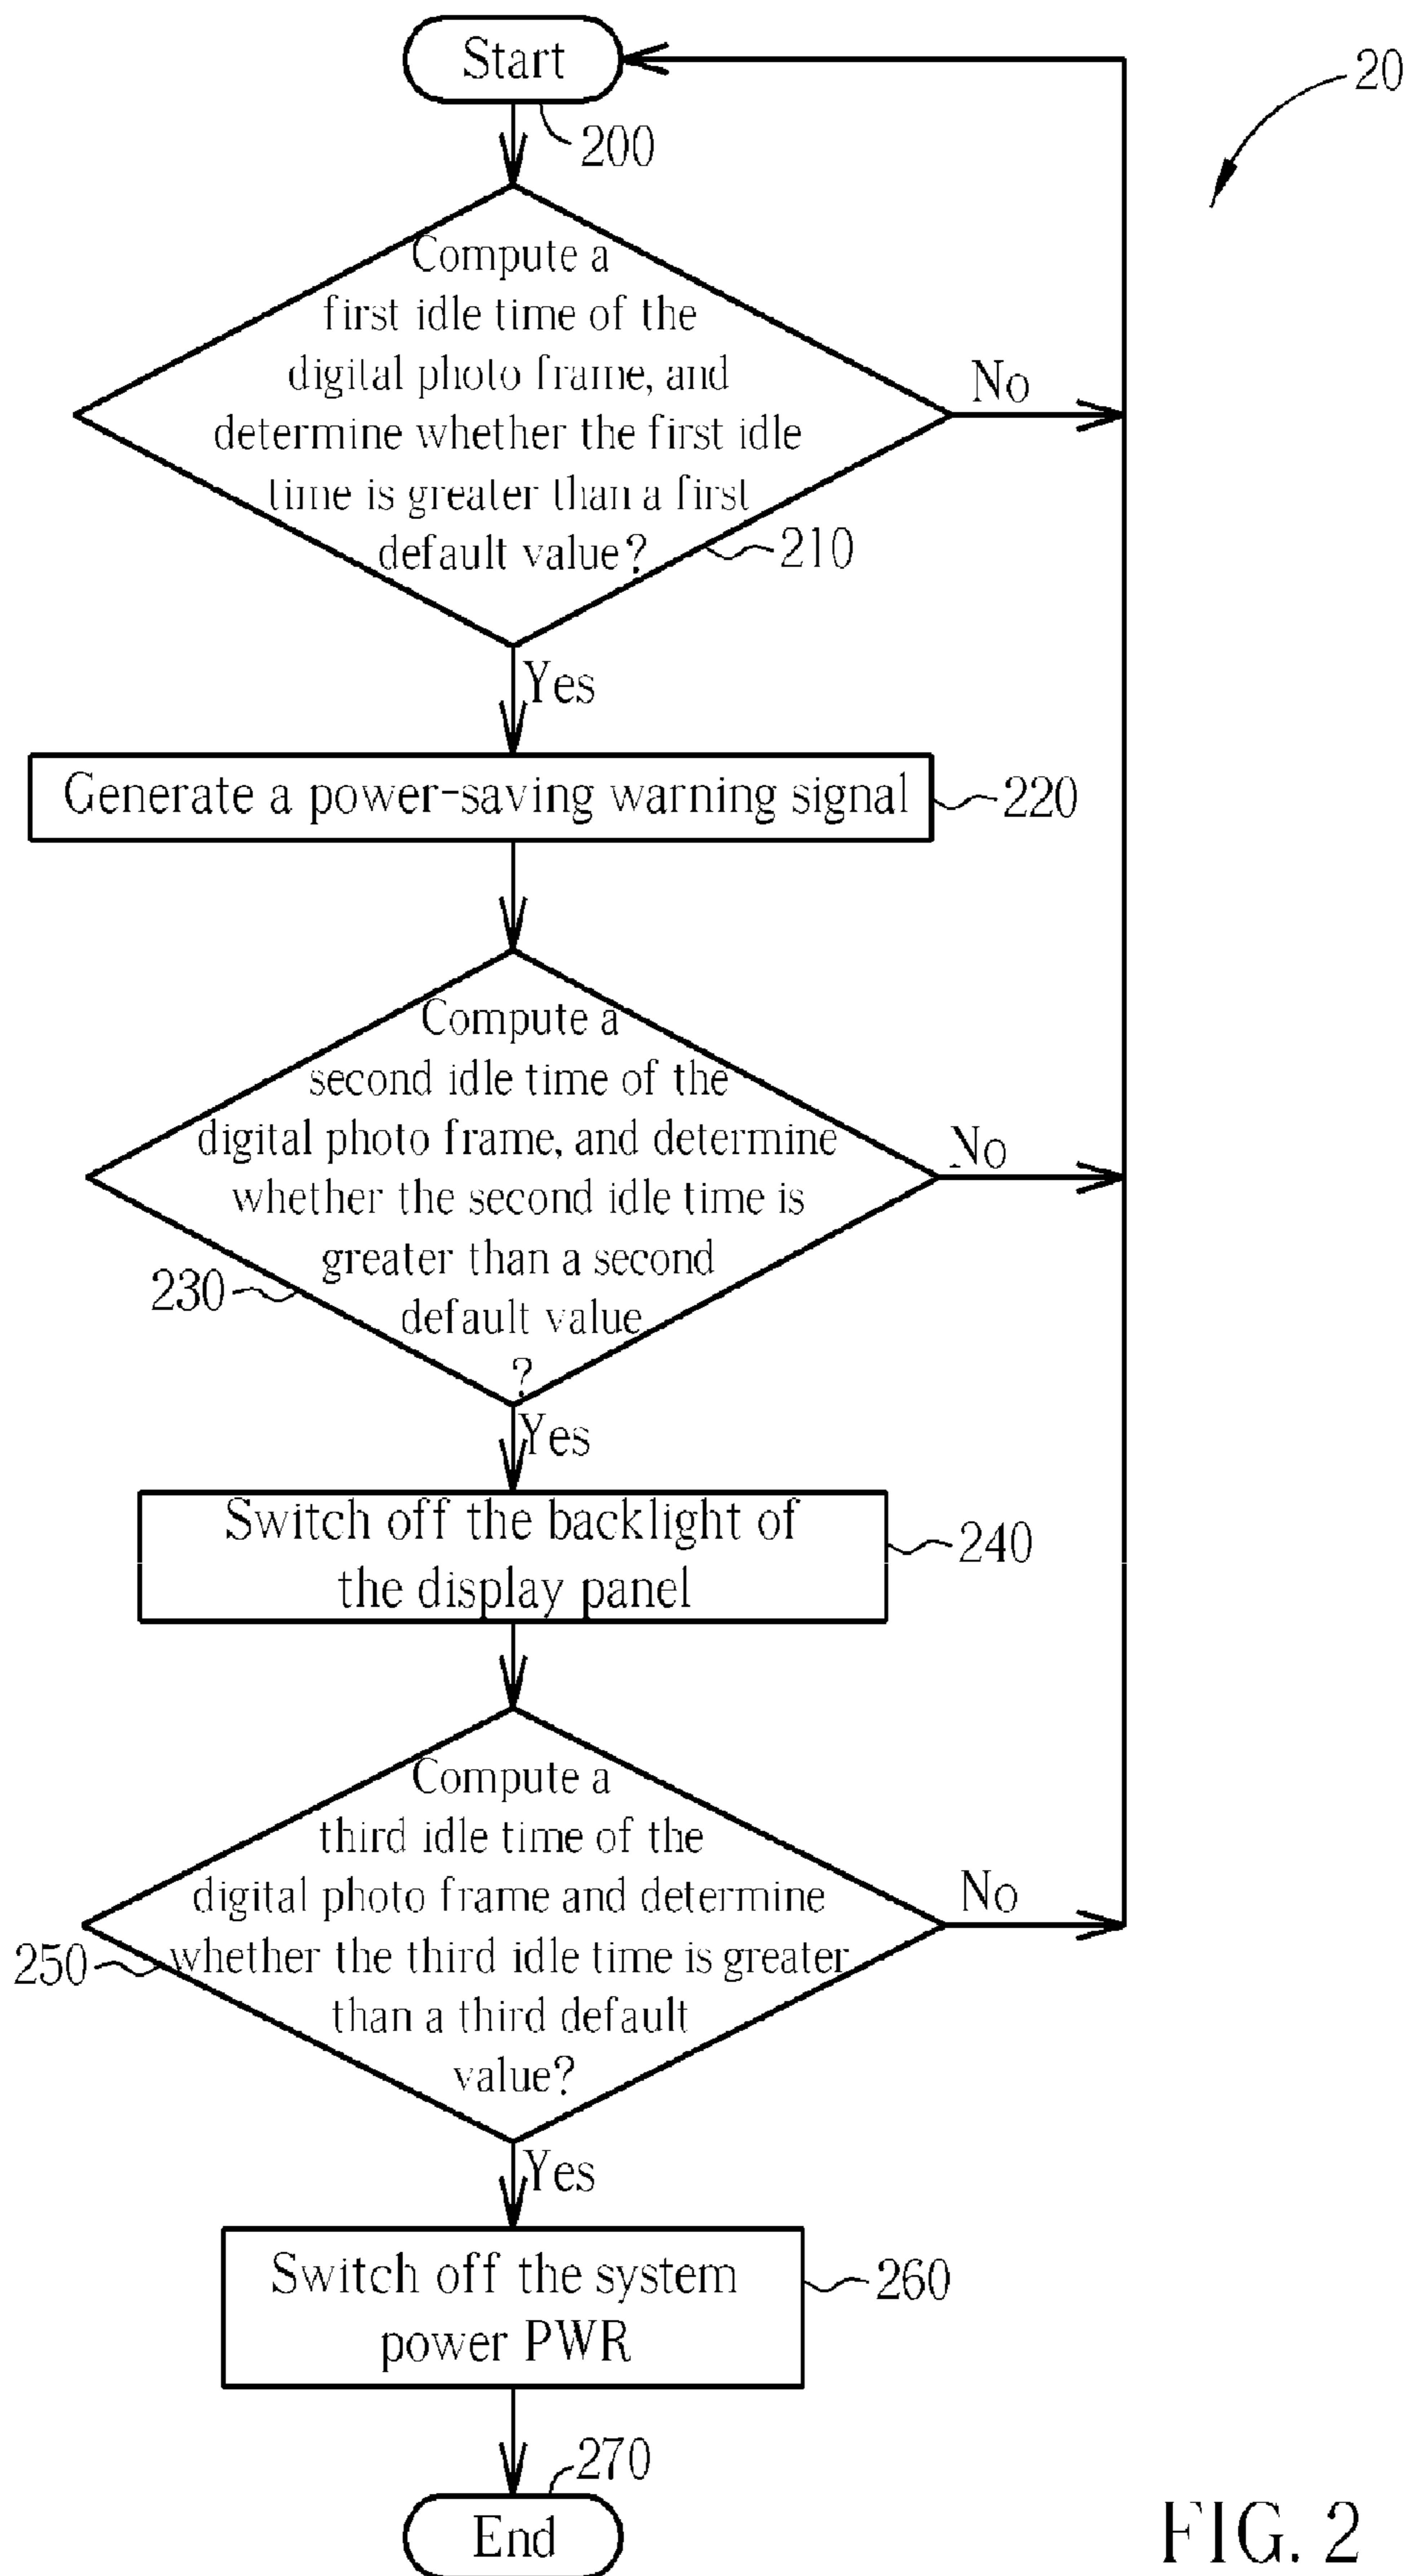 Start
20
200
Compute a
first idle time of the
digital photo frame, and
determine whether the first idle
time is greater than a first
default value?
No
210
Yes
Generate a power-saving warning signal
220
Compute a
second idle time of the
digital photo frame, and determine
whether the second idle time is
greater than a second
default value
?
No
230
Yes
Switch off the backlight of
the display panel
240
Compute a
third idle time of the
digital photo frame and determine
whether the third idle time is greater
than a third default
value?
No
250
Yes
Switch off the system
power PWR
260
270
End
FIG. 2